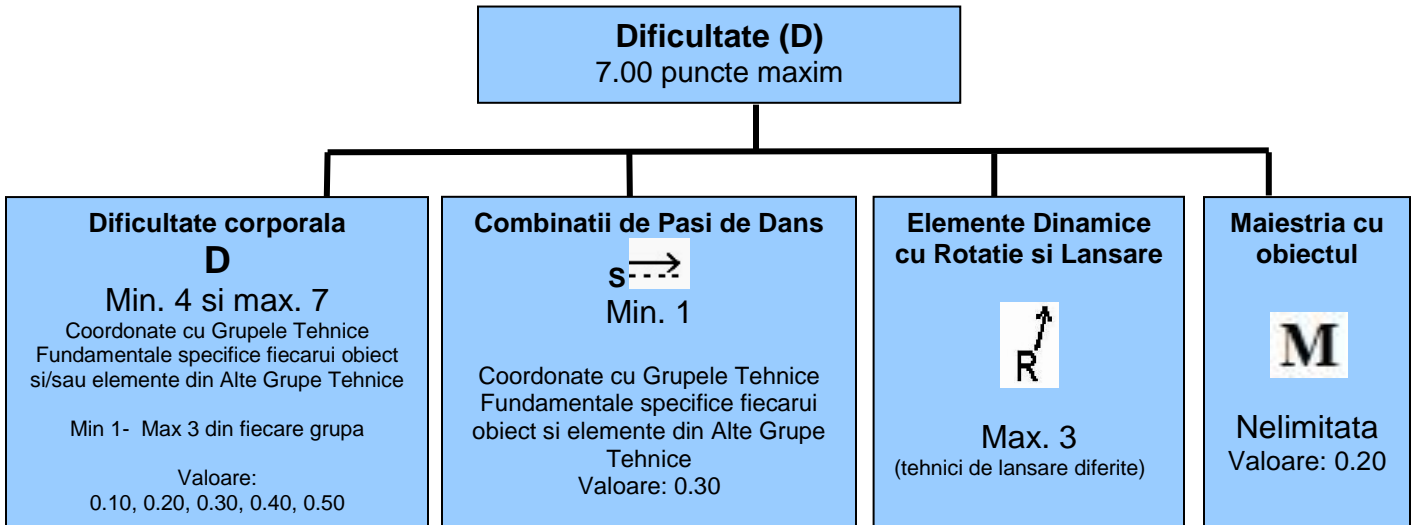 Dificultate (D)
7.00 puncte maxim
Dificultate corporala
D
Min. 4 si max. 7
Coordonate cu Grupele Tehnice
Fundamentale specifice fiecarui obiect
si/sau elemente din Alte Grupe Tehnice
Min 1- Max 3 din fiecare grupa
Valoare:
0.10, 0.20, 0.30, 0.40, 0.50
Combinatii de Pasi de Dans
S
Min. 1
Coordonate cu Grupele Tehnice
Fundamentale specifice fiecarui
obiect si elemente din Alte Grupe
Tehnice
Valoare: 0.30
Elemente Dinamice
cu Rotatie si Lansare
R
Max. 3
(tehnici de lansare diferite)
Maiestria cu
obiectul
M
Nelimitata
Valoare: 0.20